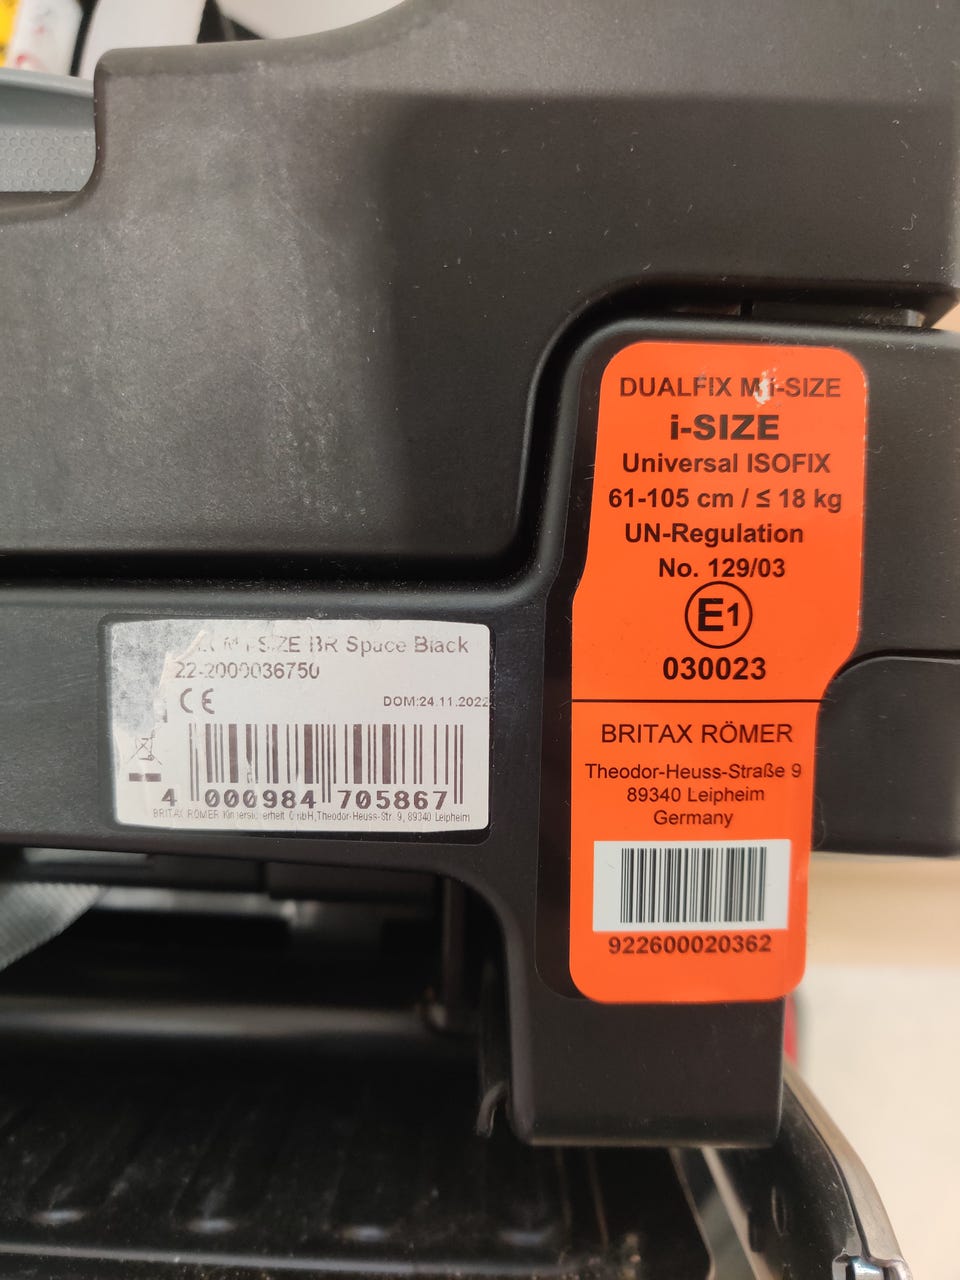 M i-SIZE BR Space Black
22-2000036750
CE
DOM:24.11.2022
4 000984 705867
BRITAX RÖMER Kindersicherheit GmbH, Theodor-Heuss-Str. 9, 89340 Leipheim
DUALFIX M i-SIZE
i-SIZE
Universal ISOFIX
61-105 cm / ≤ 18 kg
UN-Regulation
No. 129/03
E1
030023
BRITAX RÖMER
Theodor-Heuss-Straße 9
89340 Leipheim
Germany
922600020362